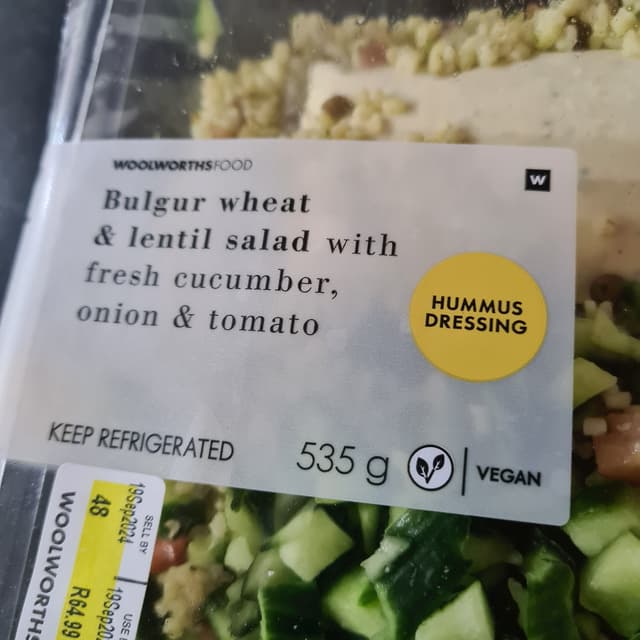 WOOLWORTHSFOOD
W
Bulgur wheat
& lentil salad with
fresh cucumber,
onion & tomato
HUMMUS
DRESSING
KEEP REFRIGERATED
535 g
VEGAN
SELL BY
19Sep2024
USE
19Sep20
48
R64.99
WOOLWORTHS